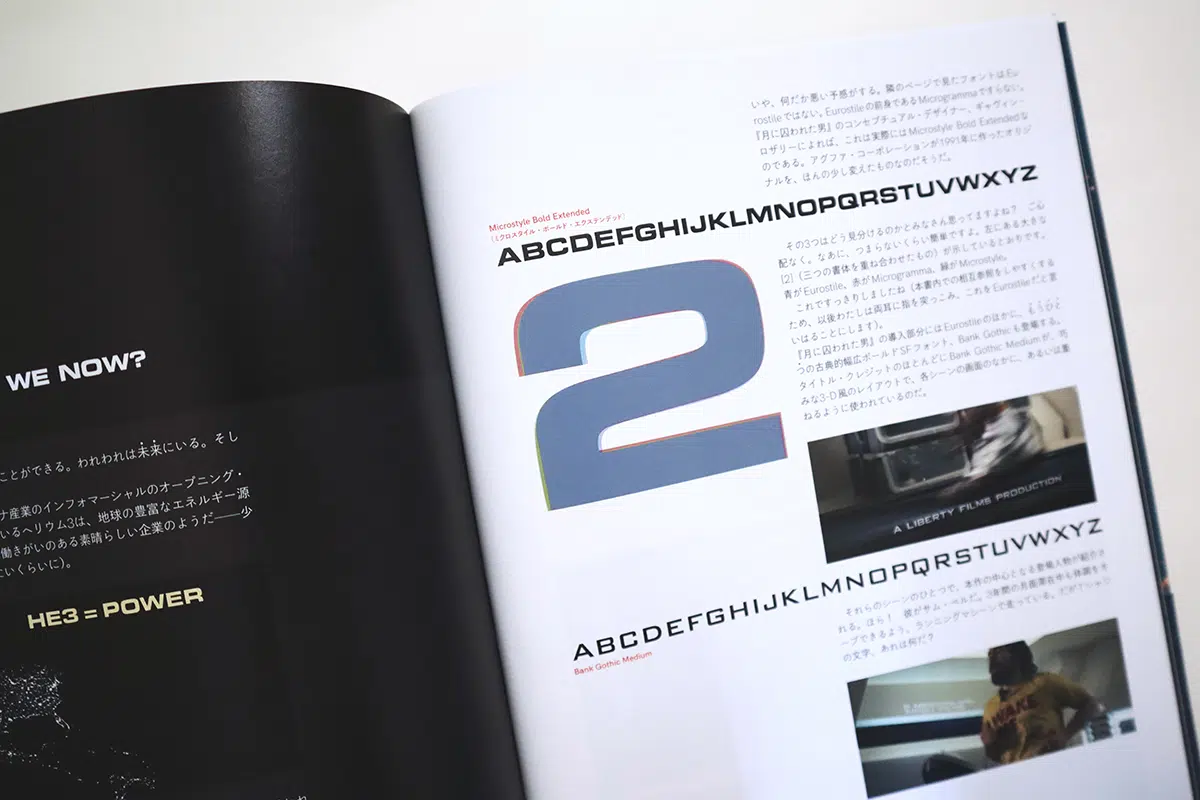 WE NOW?
ことができる。われわれは未来にいる。そし
ナ産業のインフォマーシャルのオープニング・
いるヘリウム3は、地球の豊富なエネルギー源
働きがいのある素晴らしい企業のようだ——少
いくらいに)。
HE3 = POWER
いや、何だか悪い予感がする。隣のページで見たフォントはEu-
rostileではない。Eurostileの前身であるMicrogrammaですらない。
『月に囚われた男』のコンセプチュアル・デザイナー、ギャヴィン・
ロザリーによれば、これは実際にはMicrostyle Bold Extendedな
のである。アグファ・コーポレーションが1991年に作ったオリジ
ナルを、ほんの少し変えたものなのだそうだ。
Microstyle Bold Extended
[ミクロスタイル・ボールド・エクステンデッド]
ABCDEFGHIJKLMNOPQRSTUVWXYZ
その3つはどう見分けるのかとみなさん思ってますよね? ご心
配なく。なあに、つまらないくらい簡単ですよ。左にある大きな
[2](三つの書体を重ね合わせたもの)が示しているとおりです。
青がEurostile、赤がMicrogramma、緑がMicrostyle。
これですっきりしましたね(本書内での相互参照をしやすくする
ため、以後わたしは両耳に指を突っこみ、これをEurostileだと言
いはることにします)。
『月に囚われた男』の導入部分にはEurostileのほかに、もうひと
つの古典的幅広ボールドSFフォント、Bank Gothicも登場する。
タイトル・クレジットのほとんどにBank Gothic Mediumが、巧
みな3-D風のレイアウトで、各シーンの画面のなかに、あるいは重
ねるように使われているのだ。
2
A LIBERTY FILMS PRODUCTION
ABCDEFGHIJKLMNOPQRSTUVWXYZ
Bank Gothic Medium
それらのシーンのひとつで、本作の中心となる登場人物が紹介さ
れる。ほら! 彼がサム・ベルだ。3年間の月面滞在中も体調をキ
ープできるよう、ランニングマシーンで走っている。だがTシャツ
の文字、あれは何だ?
WAKE